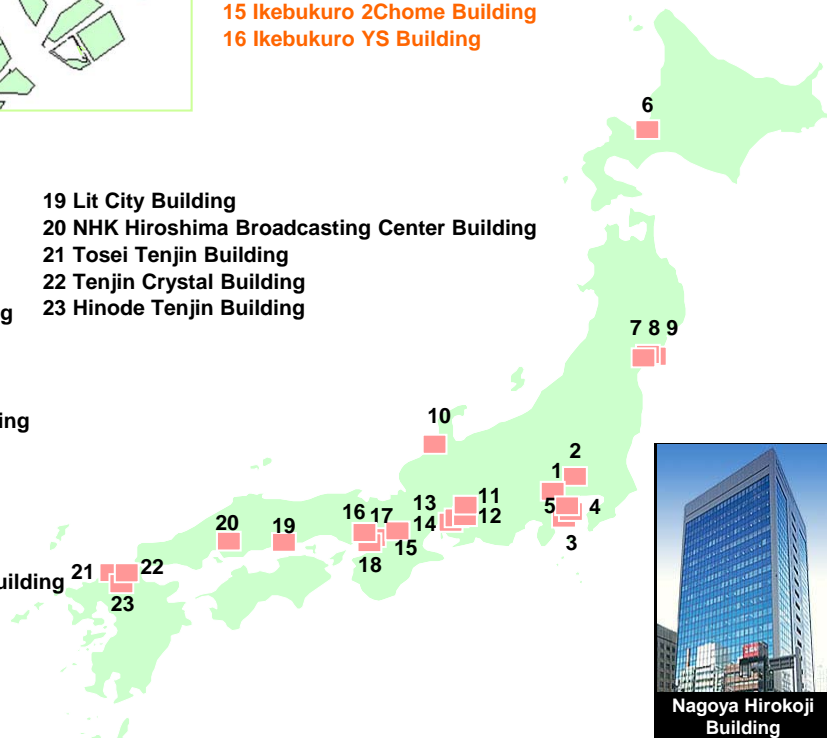 15 Ikebukuro 2Chome Building
16 Ikebukuro YS Building
19 Lit City Building
20 NHK Hiroshima Broadcasting Center Building
21 Tosei Tenjin Building
22 Tenjin Crystal Building
23 Hinode Tenjin Building
6
7 8 9
10
2
1
11
13
5
4
16
17
14
12
20
19
15
3
18
21
22
23
Nagoya Hirokoji
Building